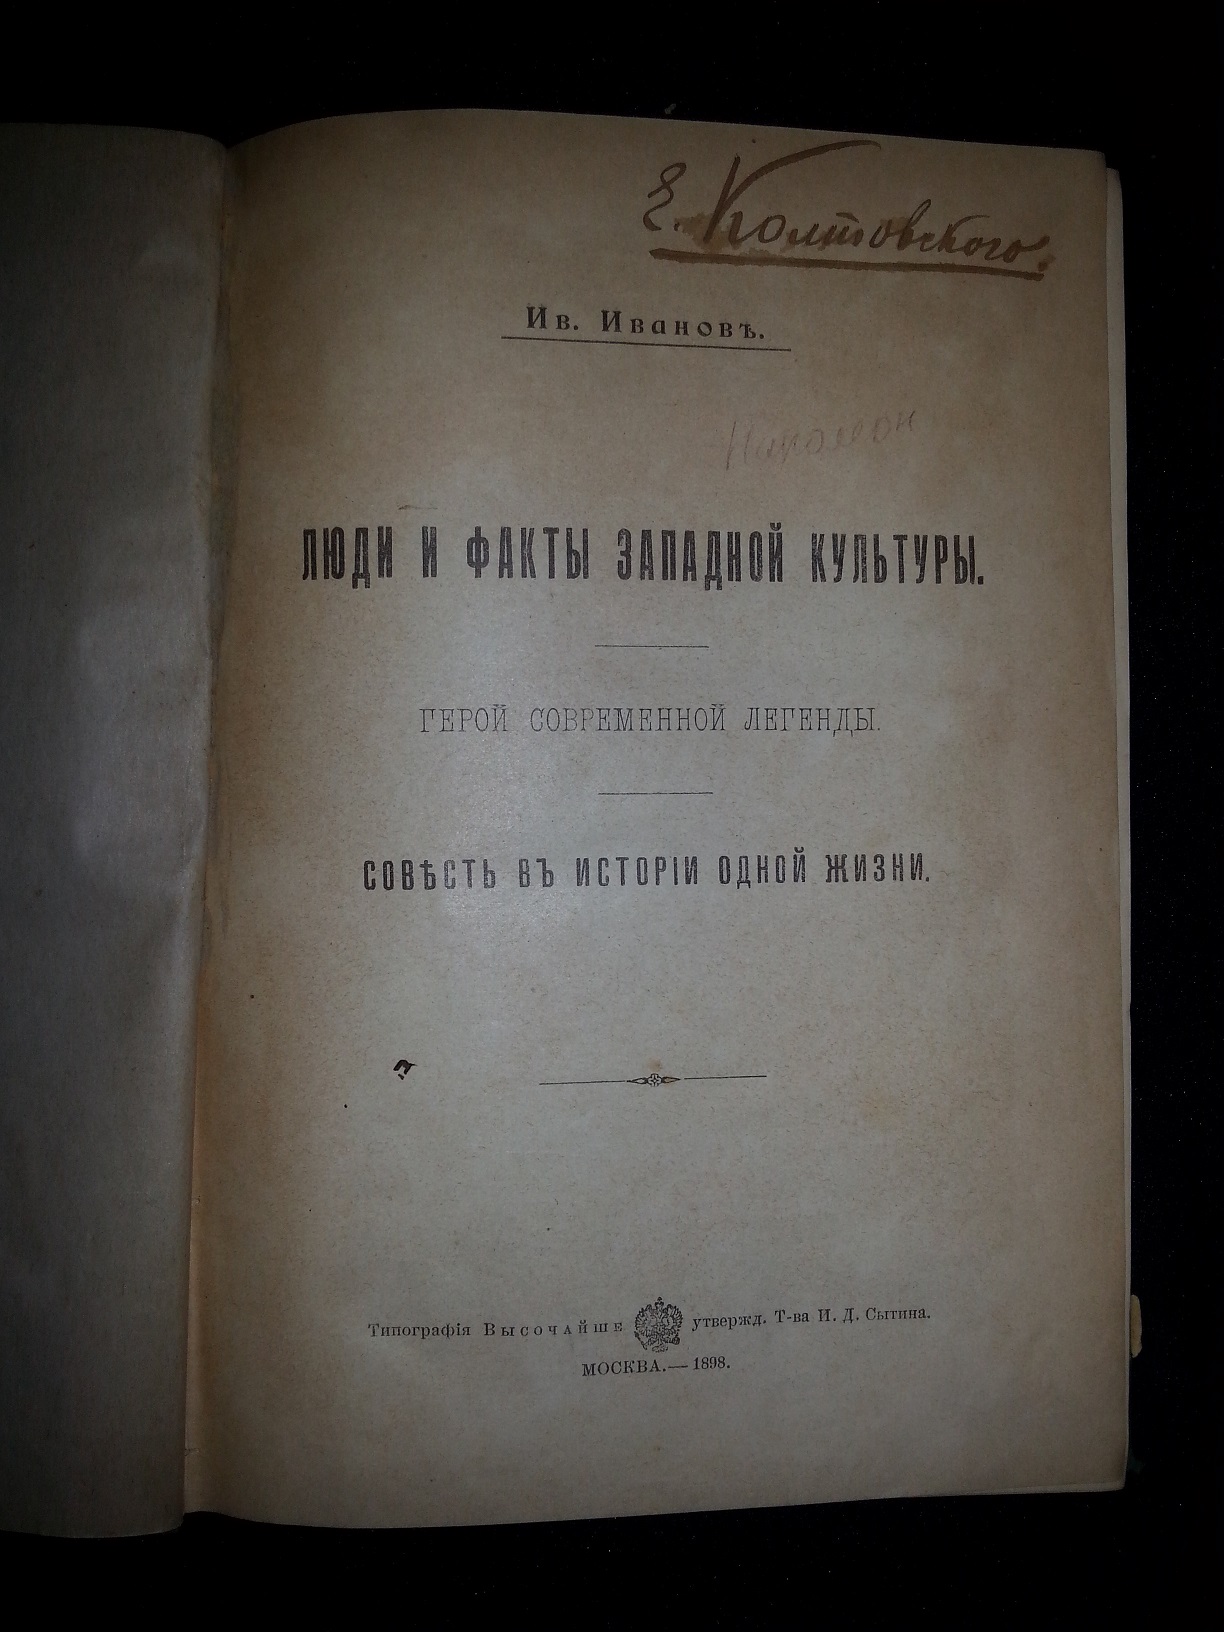 Е. Колтовского.
Ив. Ивановъ.
Наполеон
ЛЮДИ И ФАКТЫ ЗАПАДНОЙ КУЛЬТУРЫ.
ГЕРОЙ СОВРЕМЕННОЙ ЛЕГЕНДЫ.
СОВѢСТЬ ВЪ ИСТОРІИ ОДНОЙ ЖИЗНИ.
Типографія Высочайше утвержд. Т-ва И. Д. Сытина.
МОСКВА.—1898.